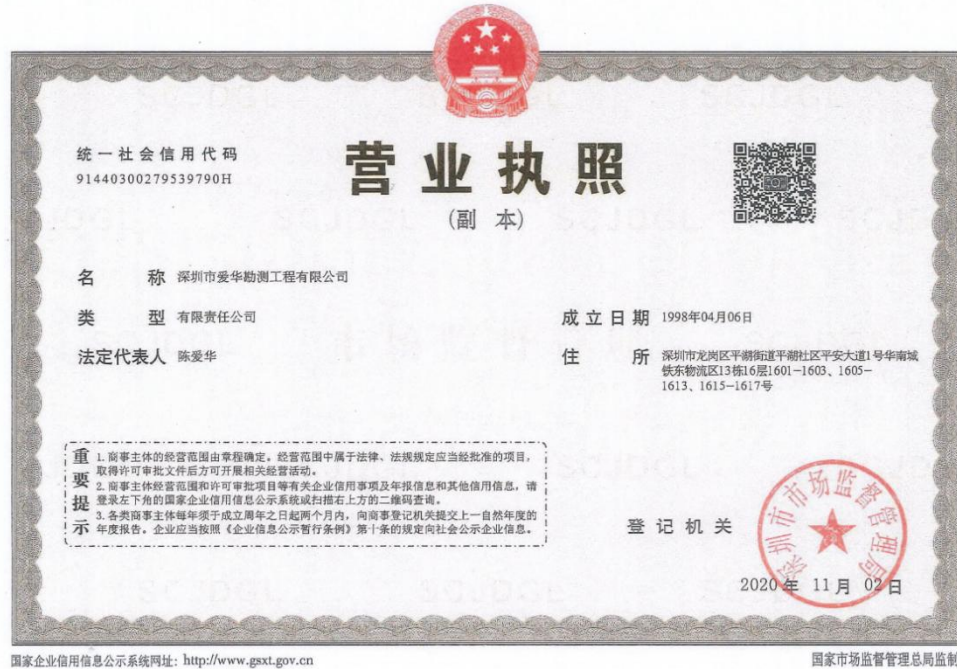 统一社会信用代码
91440300279539790H
营业执照
(副 本)
名 称 深圳市爱华勘测工程有限公司
类 型 有限责任公司
法定代表人 陈爱华
成立日期 1998年04月06日
住 所 深圳市龙岗区平湖街道平湖社区平安大道1号华南城
铁东物流区13栋16层1601-1603、1605-
1613、1615-1617号
重要提示
1. 商事主体的经营范围由章程确定。经营范围中属于法律、法规规定应当经批准的项目,
取得许可审批文件后方可开展相关经营活动。
2. 商事主体经营范围和许可审批项目等有关企业信用事项及年报信息和其他信用信息,请
登录左下角的国家企业信用信息公示系统或扫描右上方的二维码查询。
3. 各类商事主体每年须于成立周年之日起两个月内,向商事登记机关提交上一自然年度的
年度报告。企业应当按照《企业信息公示暂行条例》第十条的规定向社会公示企业信息。
登记机关
深圳市市场监督管理局
2020年 11月 02日
国家企业信用信息公示系统网址: http://www.gsxt.gov.cn
国家市场监督管理总局监制